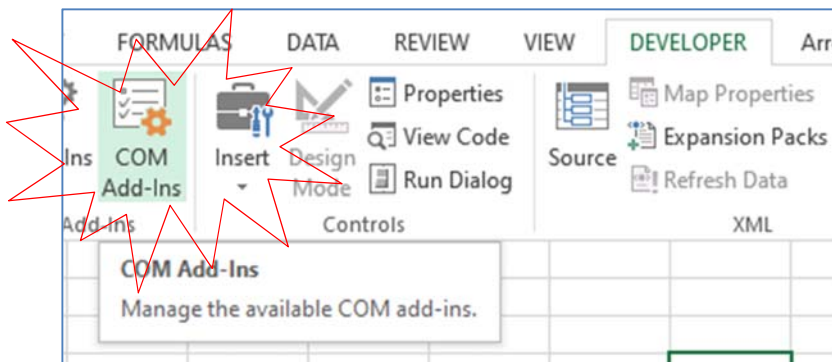 FORMULAS DATA REVIEW VIEW DEVELOPER Arr
Ins COM Add-Ins
Insert
Design Mode
Properties
View Code
Run Dialog
Source
Map Properties
Expansion Packs
Refresh Data
Add-Ins Controls XML
COM Add-Ins
Manage the available COM add-ins.